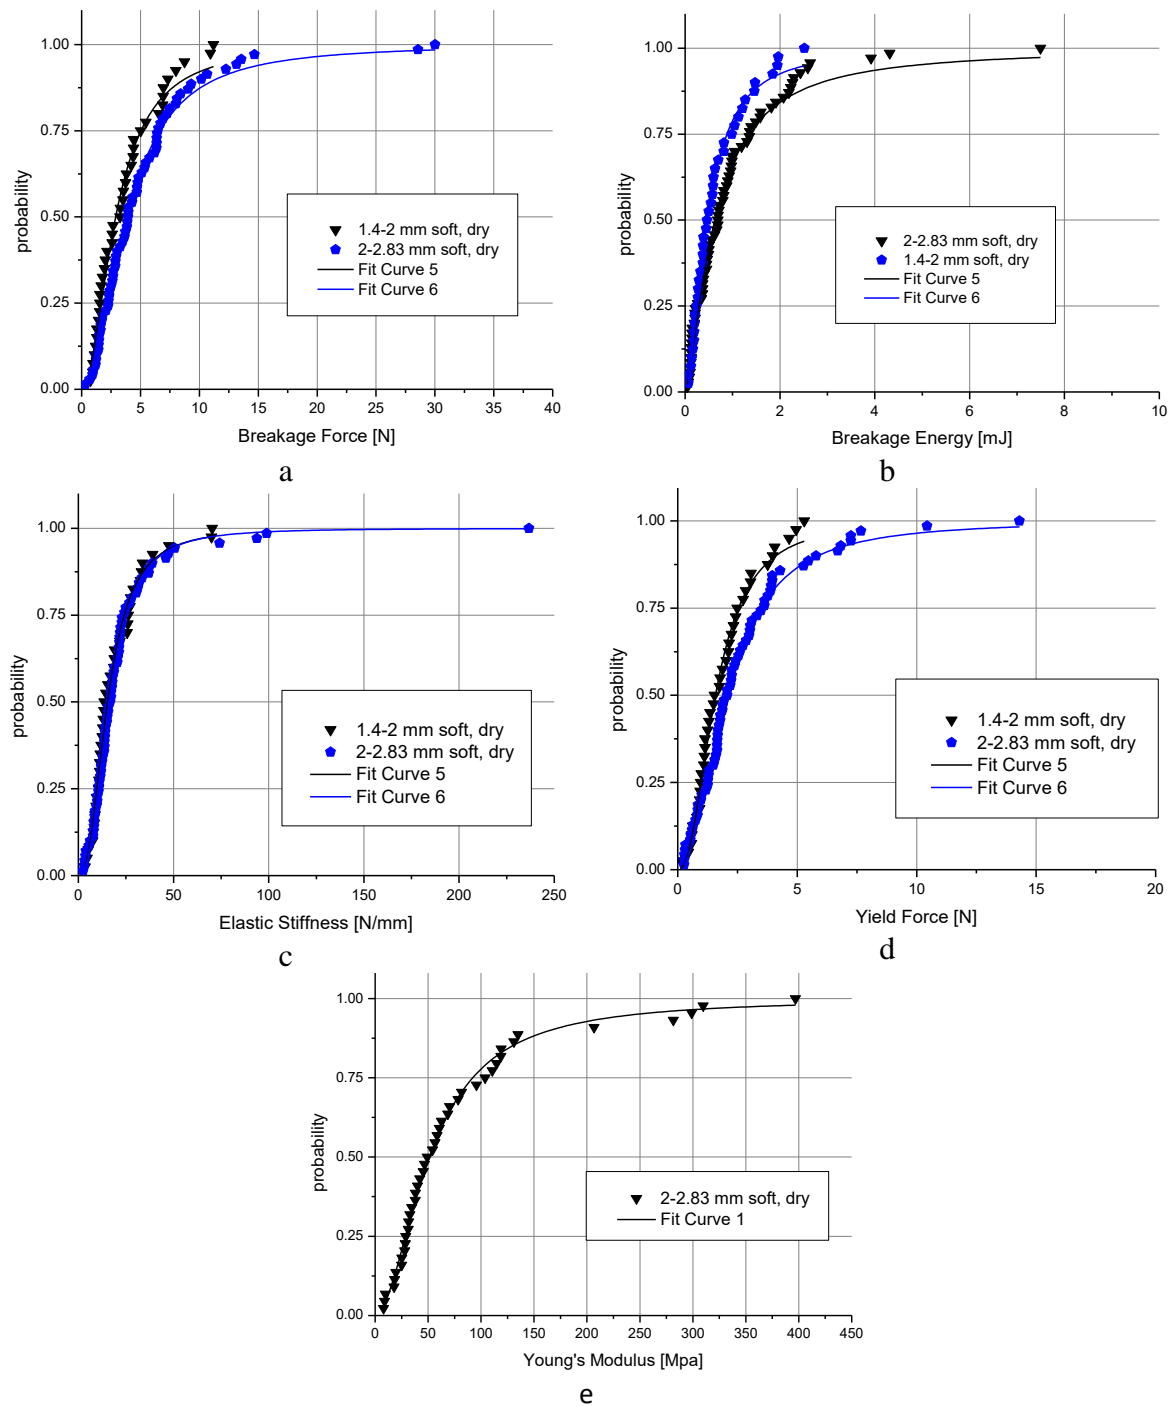 1.00
0.75
0.50
0.25
0.00
probability
0 5 10 15 20 25 30 35 40
Breakage Force [N]
1.4-2 mm soft, dry
2-2.83 mm soft, dry
Fit Curve 5
Fit Curve 6
a
1.00
0.75
0.50
0.25
0.00
probability
0 2 4 6 8 10
Breakage Energy [mJ]
2-2.83 mm soft, dry
1.4-2 mm soft, dry
Fit Curve 5
Fit Curve 6
b
1.00
0.75
0.50
0.25
0.00
probability
0 50 100 150 200 250
Elastic Stiffness [N/mm]
1.4-2 mm soft, dry
2-2.83 mm soft, dry
Fit Curve 5
Fit Curve 6
c
1.00
0.75
0.50
0.25
0.00
probability
0 5 10 15 20
Yield Force [N]
1.4-2 mm soft, dry
2-2.83 mm soft, dry
Fit Curve 5
Fit Curve 6
d
1.00
0.75
0.50
0.25
0.00
probability
0 50 100 150 200 250 300 350 400 450
Young's Modulus [Mpa]
2-2.83 mm soft, dry
Fit Curve 1
e